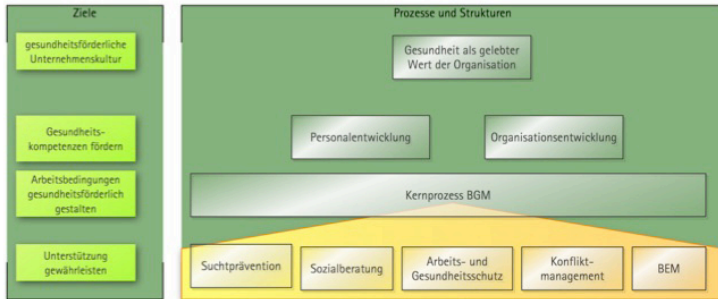 Ziele
gesundheitsförderliche
Unternehmenskultur
Gesundheits-
kompetenzen fördern
Arbeitsbedingungen
gesundheitsförderlich
gestalten
Unterstützung
gewährleisten
Prozesse und Strukturen
Gesundheit als gelebter
Wert der Organisation
Personalentwicklung
Organisationsentwicklung
Kernprozess BGM
Suchtprävention
Sozialberatung
Arbeits- und
Gesundheitsschutz
Konflikt-
management
BEM